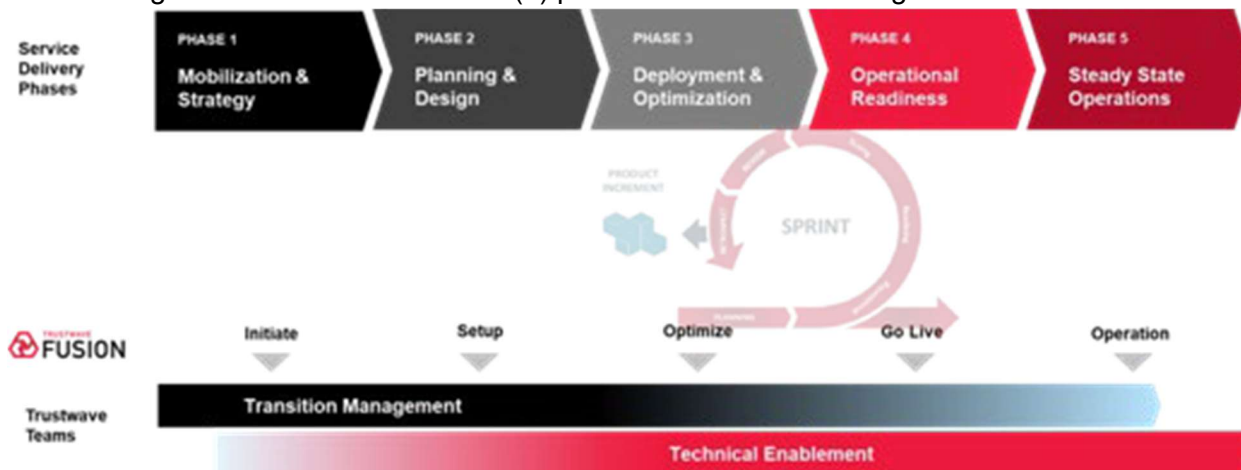 Service
Delivery
Phases
PHASE 1
Mobilization &
Strategy
PHASE 2
Planning &
Design
PHASE 3
Deployment &
Optimization
PHASE 4
Operational
Readiness
PHASE 5
Steady State
Operations
PRODUCT
INCREMENT
SPRINT
PLANNING
TRUSTWAVE
FUSION
Initiate
Setup
Optimize
Go Live
Operation
Trustwave
Teams
Transition Management
Technical Enablement